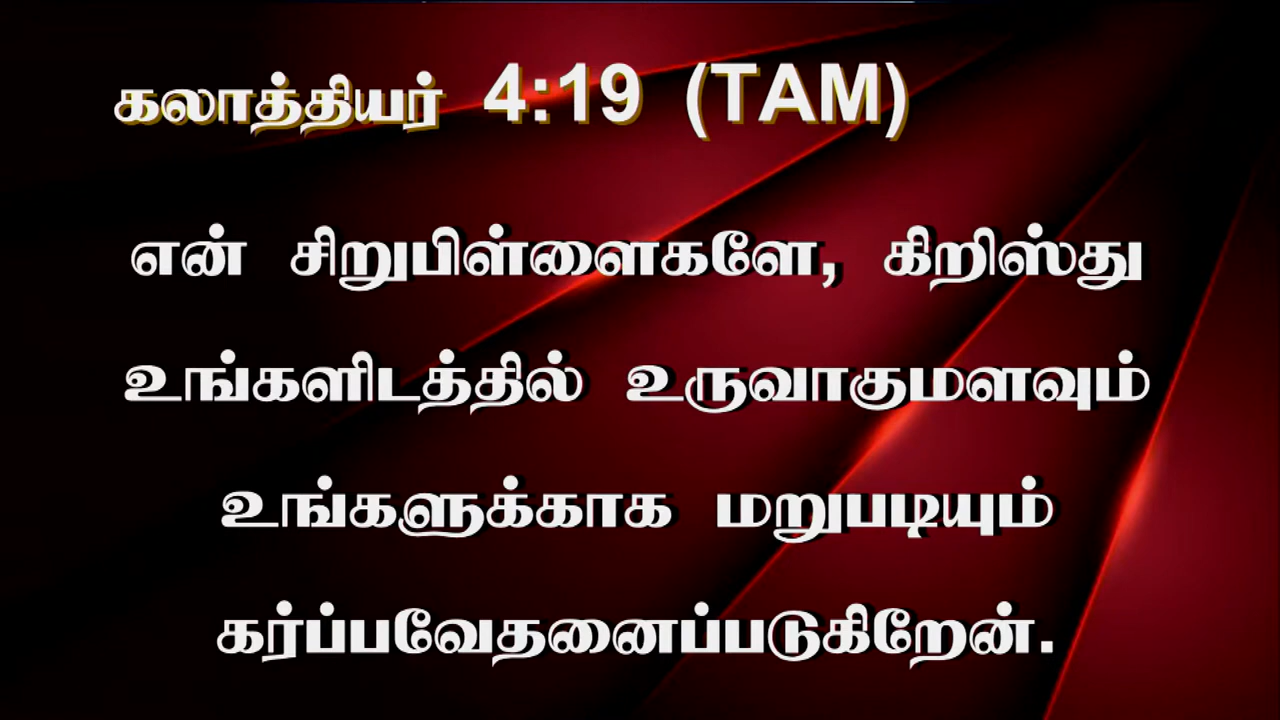 கலாத்தியர் 4:19 (TAM)
என் சிறுபிள்ளைகளே, கிறிஸ்து
உங்களிடத்தில் உருவாகுமளவும்
உங்களுக்காக மறுபடியும்
கர்ப்பவேதனைப்படுகிறேன்.